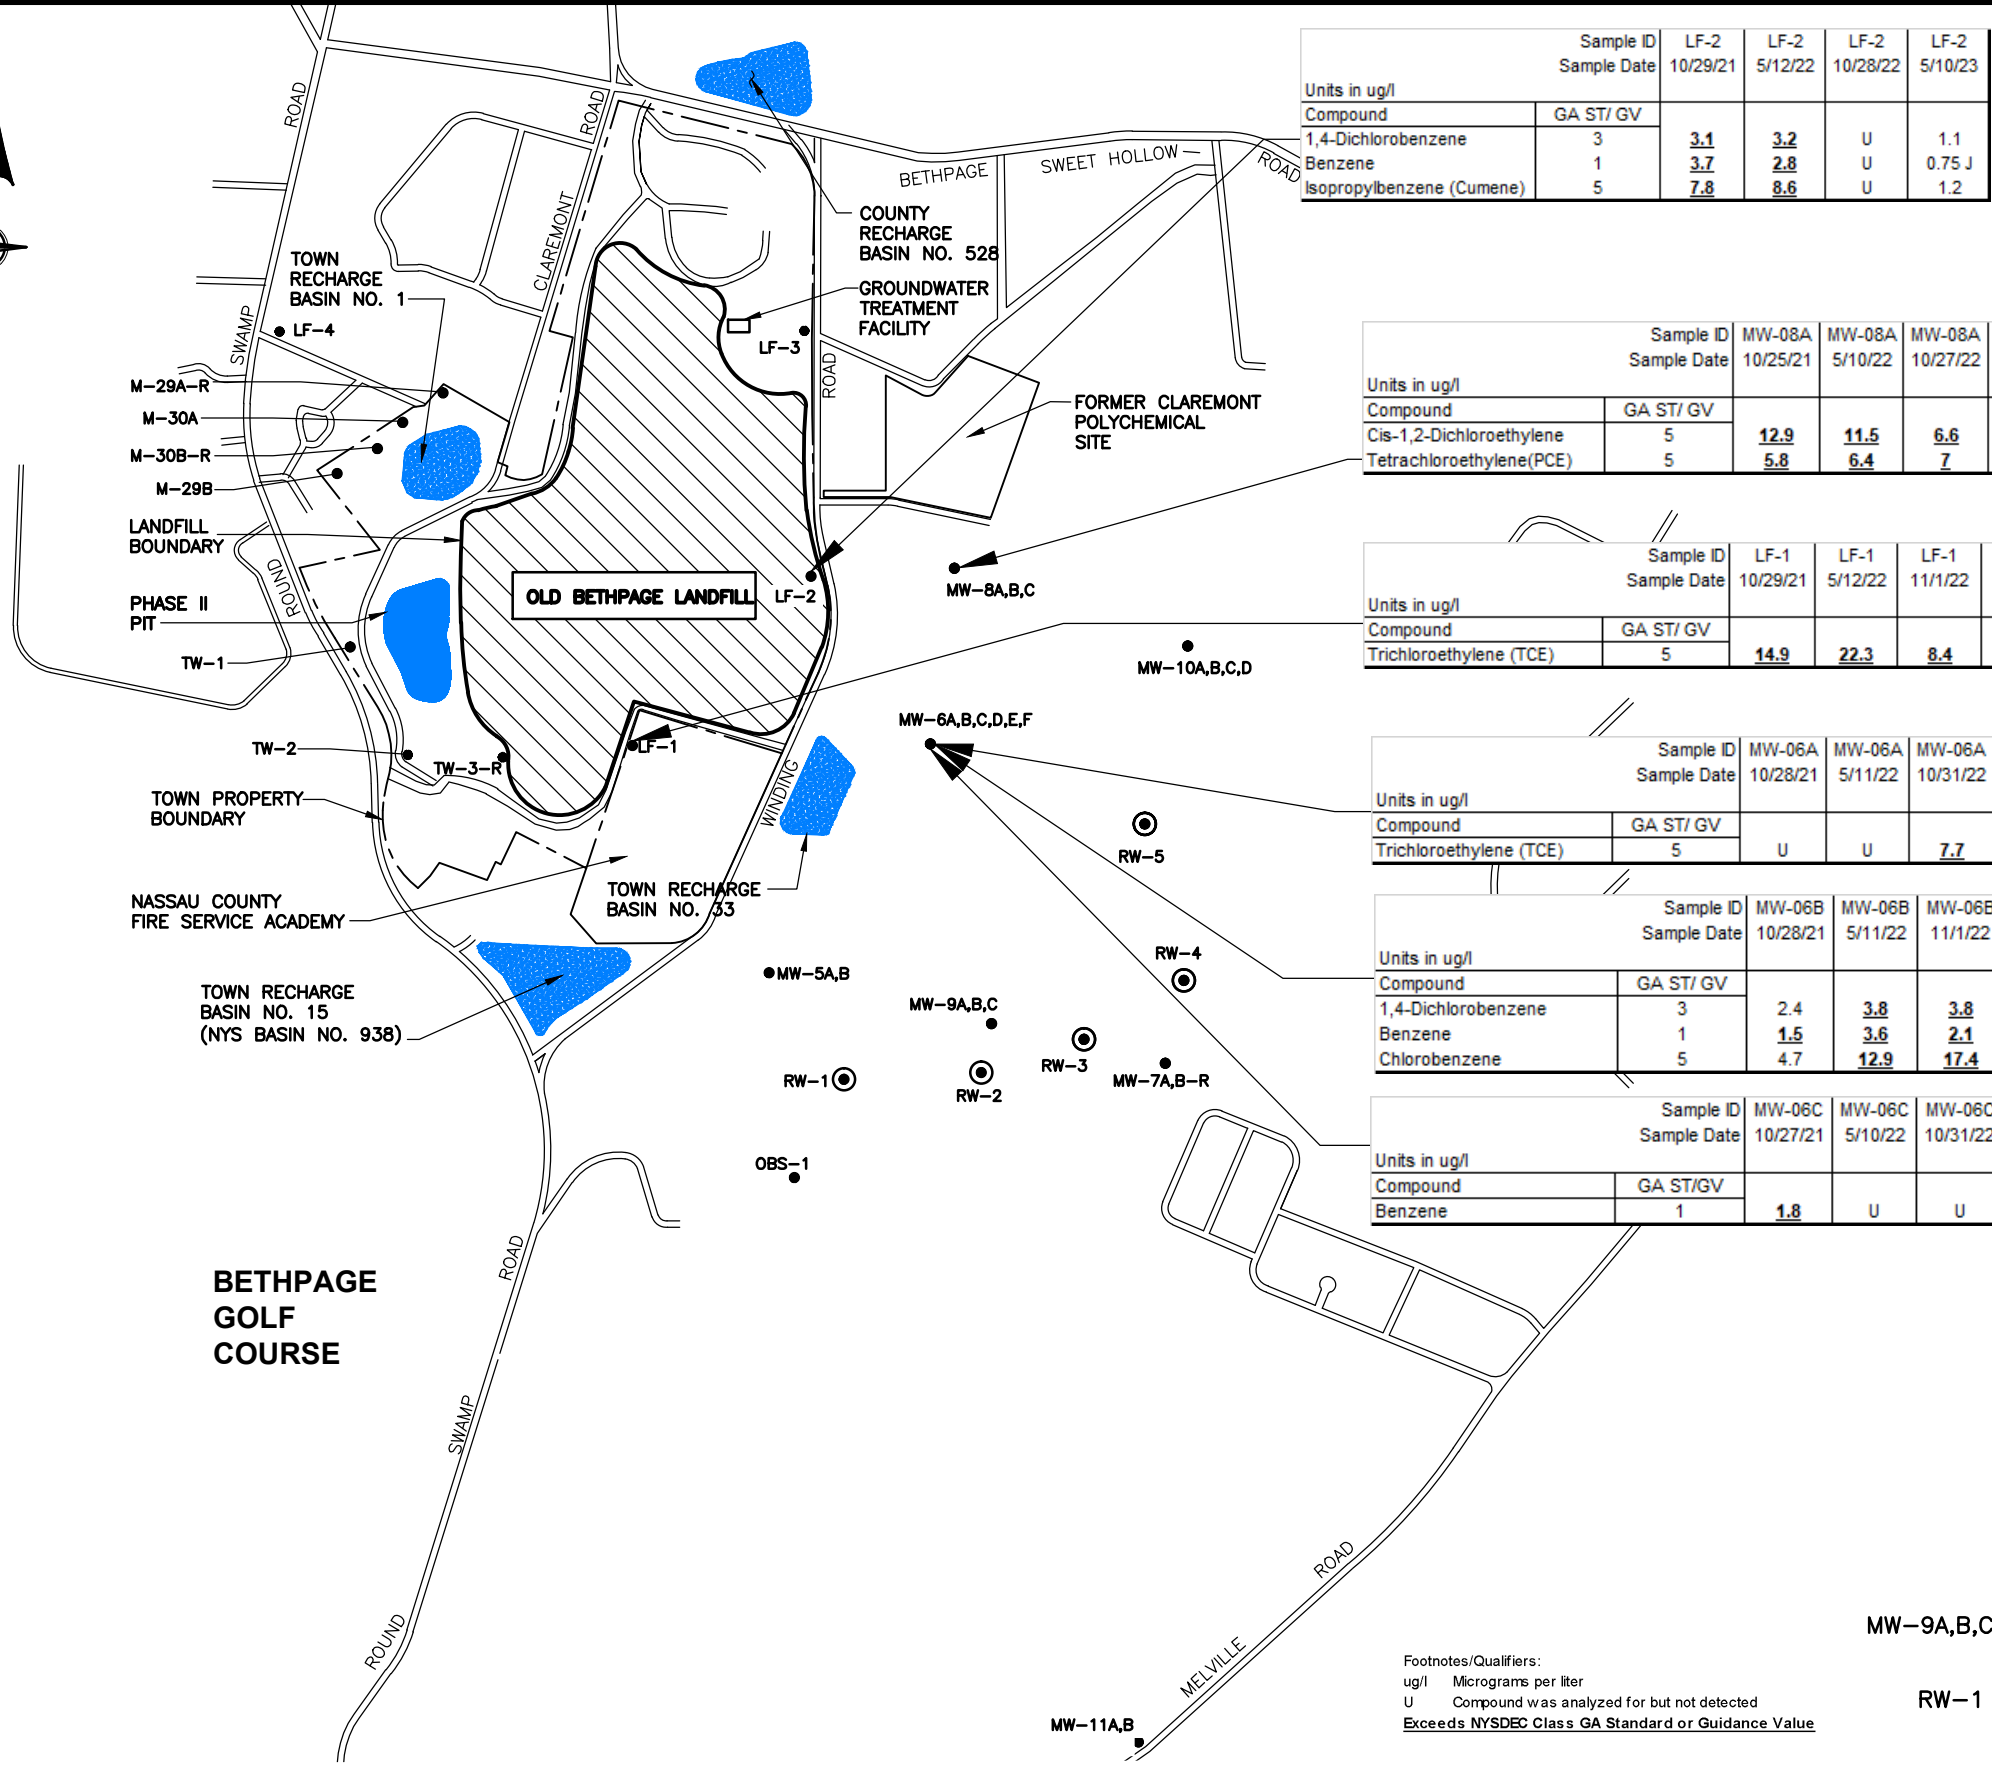 Sample ID LF-2 LF-2 LF-2 LF-2
Sample Date 10/29/21 5/12/22 10/28/22 5/10/23
Units in ug/l
Compound GA ST/ GV
1,4-Dichlorobenzene 3 3.1 3.2 U 1.1
Benzene 1 3.7 2.8 U 0.75 J
Isopropylbenzene (Cumene) 5 7.8 8.6 U 1.2
ROAD
ROAD
BETHPAGE
SWEET HOLLOW
ROAD
CLAREMONT
COUNTY
RECHARGE
BASIN NO. 528
TOWN
RECHARGE
BASIN NO. 1
GROUNDWATER
TREATMENT
FACILITY
SWAMP
LF-4
LF-3
ROAD
M-29A-R
M-30A
M-30B-R
M-29B
FORMER CLAREMONT
POLYCHEMICAL
SITE
Sample ID MW-08A MW-08A MW-08A
Sample Date 10/25/21 5/10/22 10/27/22
Units in ug/l
Compound GA ST/ GV
Cis-1,2-Dichloroethylene 5 12.9 11.5 6.6
Tetrachloroethylene(PCE) 5 5.8 6.4 7
LANDFILL
BOUNDARY
ROUND
OLD BETHPAGE LANDFILL
LF-2
MW-8A,B,C
PHASE II
PIT
TW-1
MW-10A,B,C,D
Sample ID LF-1 LF-1 LF-1
Sample Date 10/29/21 5/12/22 11/1/22
Units in ug/l
Compound GA ST/ GV
Trichloroethylene (TCE) 5 14.9 22.3 8.4
MW-6A,B,C,D,E,F
TW-2
TW-3-R
LF-1
WINDING
TOWN PROPERTY
BOUNDARY
Sample ID MW-06A MW-06A MW-06A
Sample Date 10/28/21 5/11/22 10/31/22
Units in ug/l
Compound GA ST/ GV
Trichloroethylene (TCE) 5 U U 7.7
RW-5
TOWN RECHARGE
BASIN NO. 33
NASSAU COUNTY
FIRE SERVICE ACADEMY
Sample ID MW-06B MW-06B MW-06B
Sample Date 10/28/21 5/11/22 11/1/22
Units in ug/l
Compound GA ST/ GV
1,4-Dichlorobenzene 3 2.4 3.8 3.8
Benzene 1 1.5 3.6 2.1
Chlorobenzene 5 4.7 12.9 17.4
RW-4
MW-5A,B
MW-9A,B,C
TOWN RECHARGE
BASIN NO. 15
(NYS BASIN NO. 938)
RW-1
RW-2
RW-3
MW-7A,B-R
Sample ID MW-06C MW-06C MW-06C
Sample Date 10/27/21 5/10/22 10/31/22
Units in ug/l
Compound GA ST/GV
Benzene 1 1.8 U U
OBS-1
ROAD
BETHPAGE
GOLF
COURSE
SWAMP
ROUND
ROAD
MELVILLE
MW-11A,B
MW-9A,B,C
RW-1
Footnotes/Qualifiers:
ug/l Micrograms per liter
U Compound was analyzed for but not detected
Exceeds NYSDEC Class GA Standard or Guidance Value